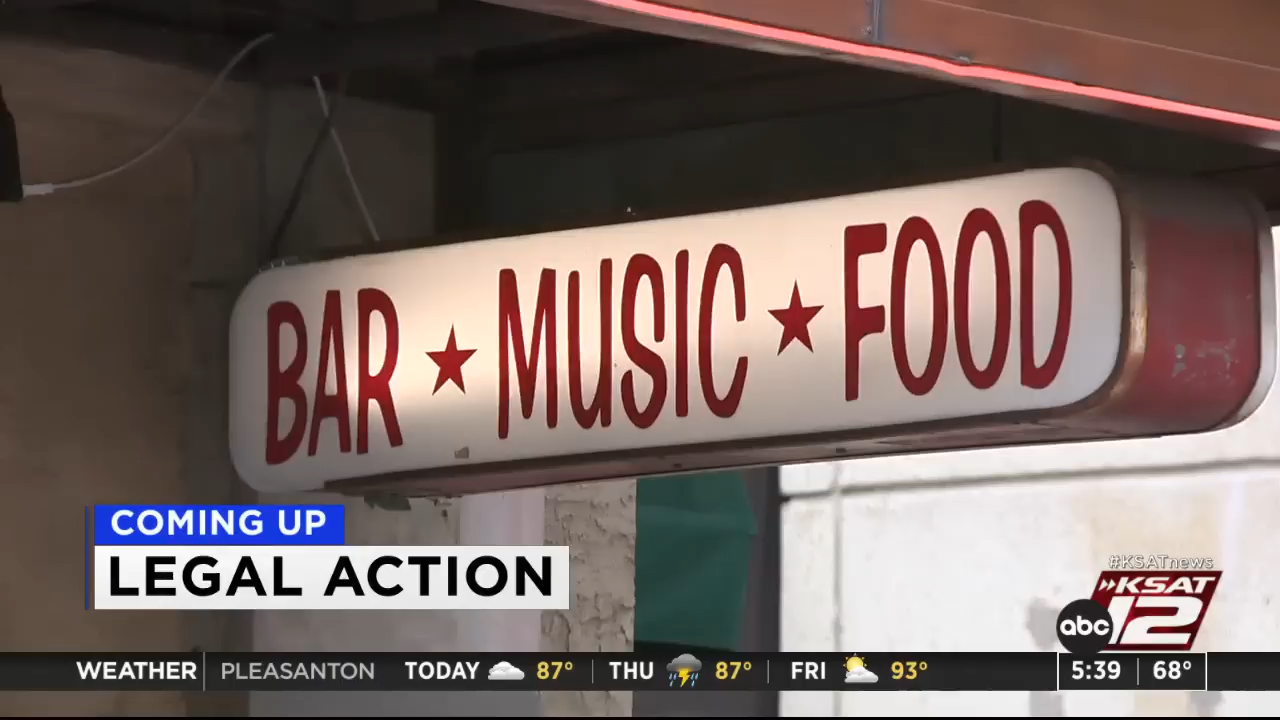 BAR ★ MUSIC ★ FOOD
COMING UP
LEGAL ACTION
#KSATnews
KSAT
abc 12
WEATHER PLEASANTON TODAY 87° THU 87° FRI 93° 5:39 68°